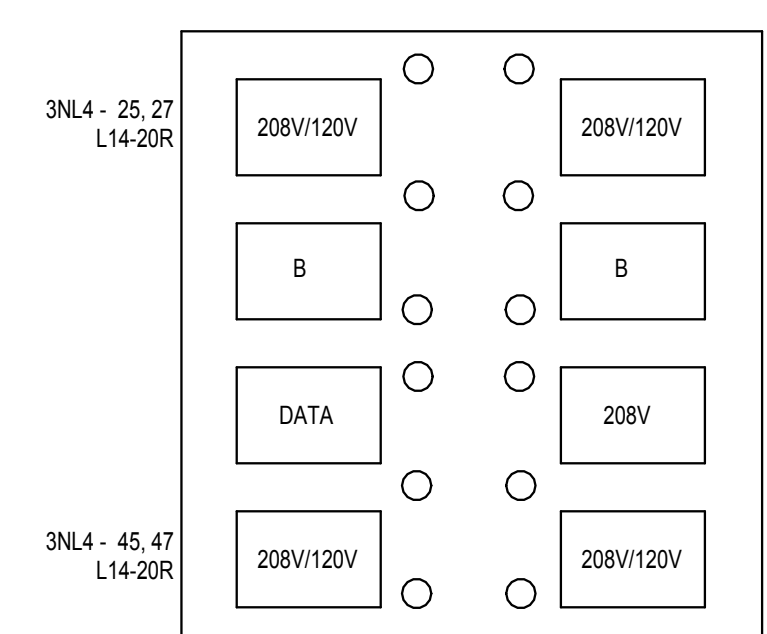 3NL4 - 25, 27
L14-20R
208V/120V
208V/120V
B
B
DATA
208V
3NL4 - 45, 47
L14-20R
208V/120V
208V/120V